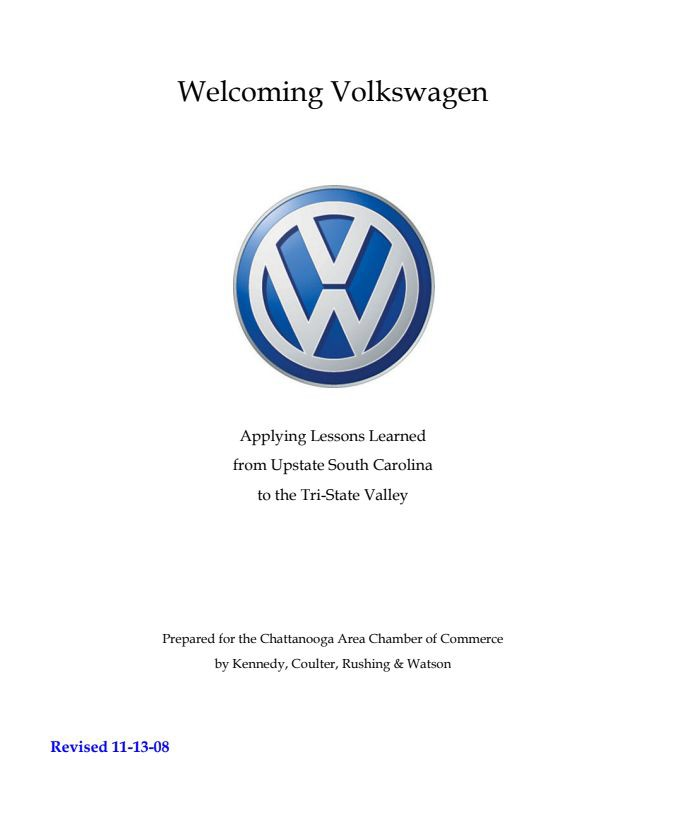 Welcoming Volkswagen
VW
Applying Lessons Learned
from Upstate South Carolina
to the Tri-State Valley
Prepared for the Chattanooga Area Chamber of Commerce
by Kennedy, Coulter, Rushing & Watson
Revised 11-13-08